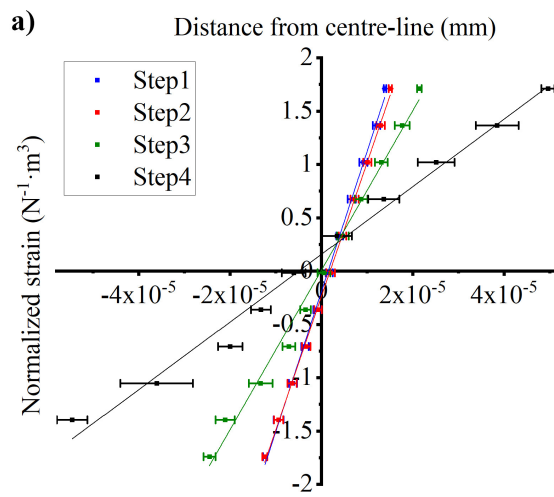 a)
Distance from centre-line (mm)
Normalized strain (N⁻¹·m³)
Step1
Step2
Step3
Step4
2
1.5
1
0.5
0
-0.5
-1
-1.5
-2
-4x10⁻⁵
-2x10⁻⁵
0
2x10⁻⁵
4x10⁻⁵